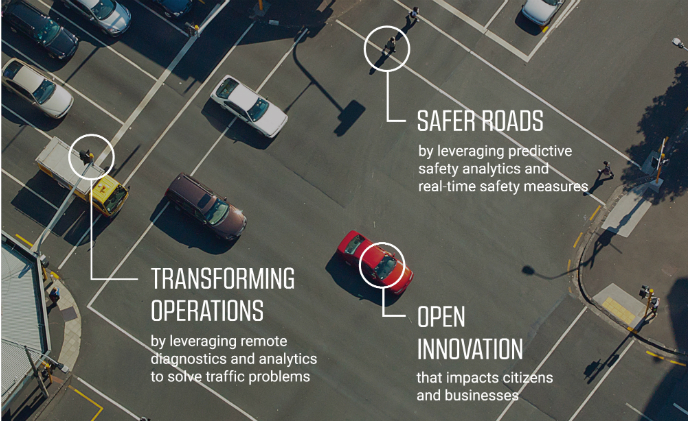 SAFER ROADS
by leveraging predictive
safety analytics and
real-time safety measures
TRANSFORMING
OPERATIONS
by leveraging remote
diagnostics and analytics
to solve traffic problems
OPEN
INNOVATION
that impacts citizens
and businesses